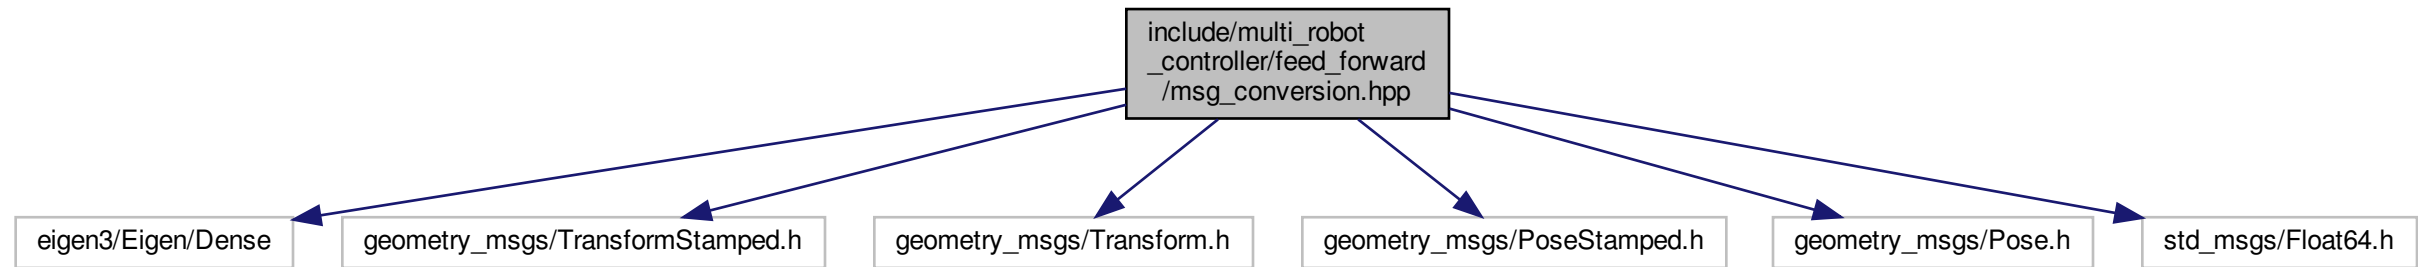 include/multi_robot
_controller/feed_forward
/msg_conversion.hpp
eigen3/Eigen/Dense
geometry_msgs/TransformStamped.h
geometry_msgs/Transform.h
geometry_msgs/PoseStamped.h
geometry_msgs/Pose.h
std_msgs/Float64.h